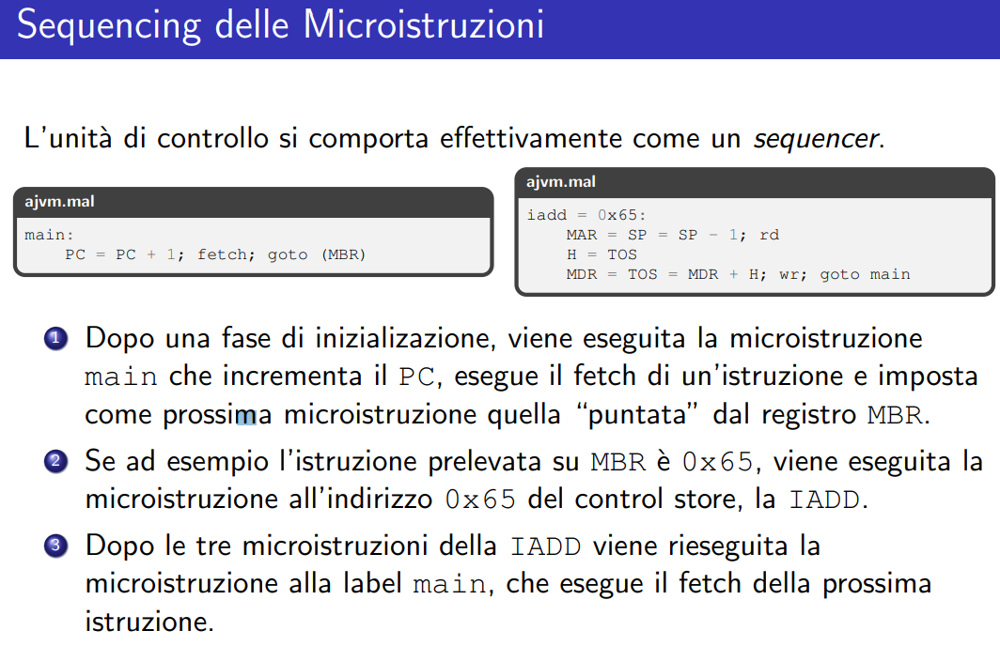 Sequencing delle Microistruzioni
L'unità di controllo si comporta effettivamente come un sequencer.
ajvm.mal
main:
    PC = PC + 1; fetch; goto (MBR)
ajvm.mal
iadd = 0x65:
    MAR = SP = SP - 1; rd
    H = TOS
    MDR = TOS = MDR + H; wr; goto main
1 Dopo una fase di inizializazione, viene eseguita la microistruzione
main che incrementa il PC, esegue il fetch di un'istruzione e imposta
come prossima microistruzione quella “puntata” dal registro MBR.
2 Se ad esempio l'istruzione prelevata su MBR è 0x65, viene eseguita la
microistruzione all'indirizzo 0x65 del control store, la IADD.
3 Dopo le tre microistruzioni della IADD viene rieseguita la
microistruzione alla label main, che esegue il fetch della prossima
istruzione.